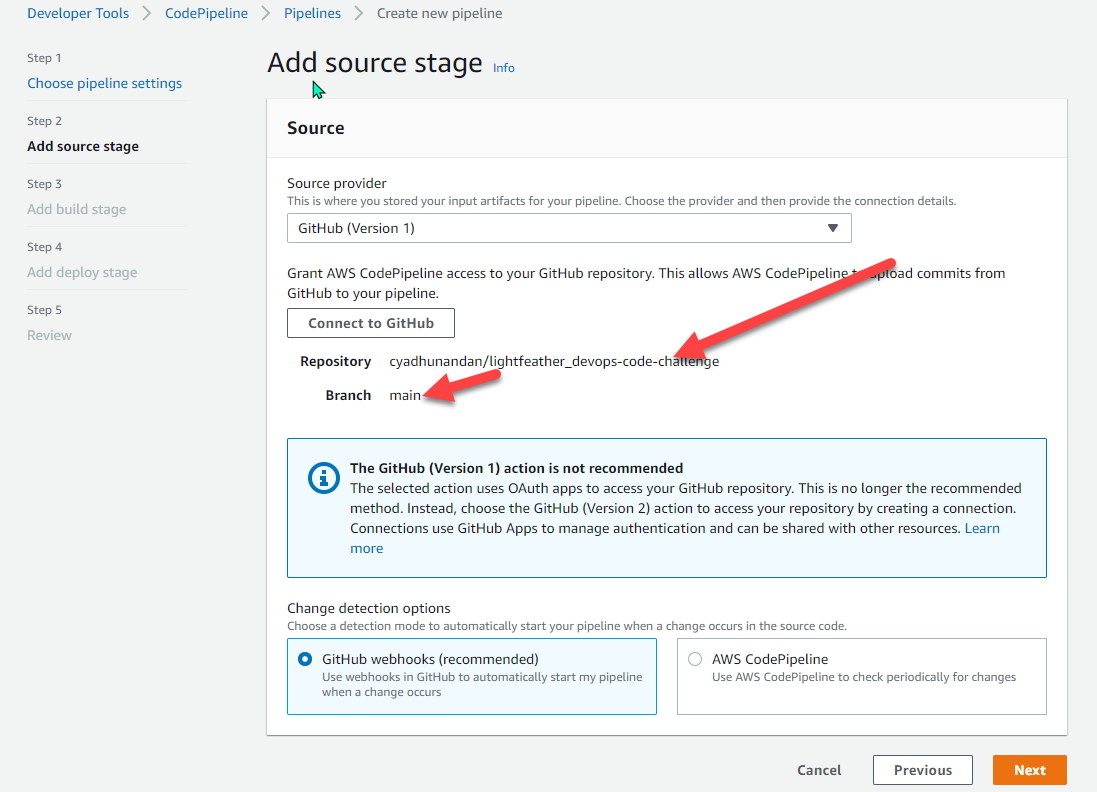 Developer Tools > CodePipeline > Pipelines > Create new pipeline
Step 1
Choose pipeline settings
Step 2
Add source stage
Step 3
Add build stage
Step 4
Add deploy stage
Step 5
Review
Add source stage Info
Source
Source provider
This is where you stored your input artifacts for your pipeline. Choose the provider and then provide the connection details.
GitHub (Version 1)
Grant AWS CodePipeline access to your GitHub repository. This allows AWS CodePipeline to upload commits from
GitHub to your pipeline.
Connect to GitHub
Repository cyadhunandan/lightfeather_devops-code-challenge
Branch main
The GitHub (Version 1) action is not recommended
The selected action uses OAuth apps to access your GitHub repository. This is no longer the recommended
method. Instead, choose the GitHub (Version 2) action to access your repository by creating a connection.
Connections use GitHub Apps to manage authentication and can be shared with other resources. Learn
more
Change detection options
Choose a detection mode to automatically start your pipeline when a change occurs in the source code.
GitHub webhooks (recommended)
Use webhooks in GitHub to automatically start my pipeline
when a change occurs
AWS CodePipeline
Use AWS CodePipeline to check periodically for changes
Cancel Previous Next